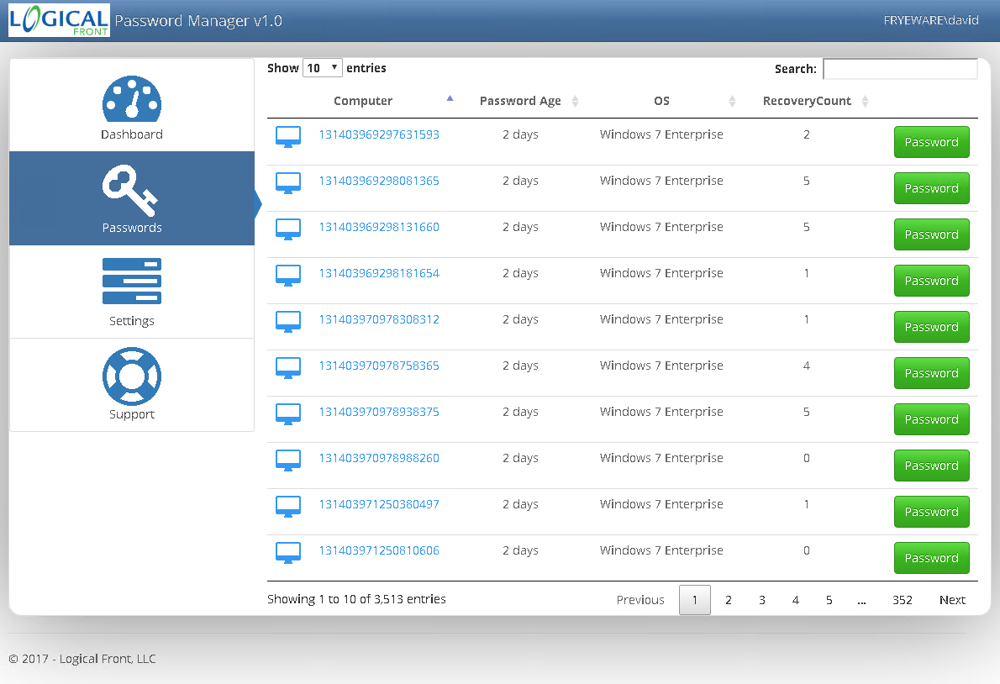 LOGICAL FRONT Password Manager v1.0 FRYEWARE\david
Dashboard
Passwords
Settings
Support
Show 10 entries Search:
Computer Password Age OS RecoveryCount
131403969297631593 2 days Windows 7 Enterprise 2 Password
131403969298081365 2 days Windows 7 Enterprise 5 Password
131403969298131660 2 days Windows 7 Enterprise 5 Password
131403969298181654 2 days Windows 7 Enterprise 1 Password
131403970978308312 2 days Windows 7 Enterprise 1 Password
131403970978758365 2 days Windows 7 Enterprise 4 Password
131403970978938375 2 days Windows 7 Enterprise 5 Password
131403970978988260 2 days Windows 7 Enterprise 0 Password
131403971250380497 2 days Windows 7 Enterprise 1 Password
131403971250810606 2 days Windows 7 Enterprise 0 Password
Showing 1 to 10 of 3,513 entries Previous 1 2 3 4 5 ... 352 Next
© 2017 - Logical Front, LLC